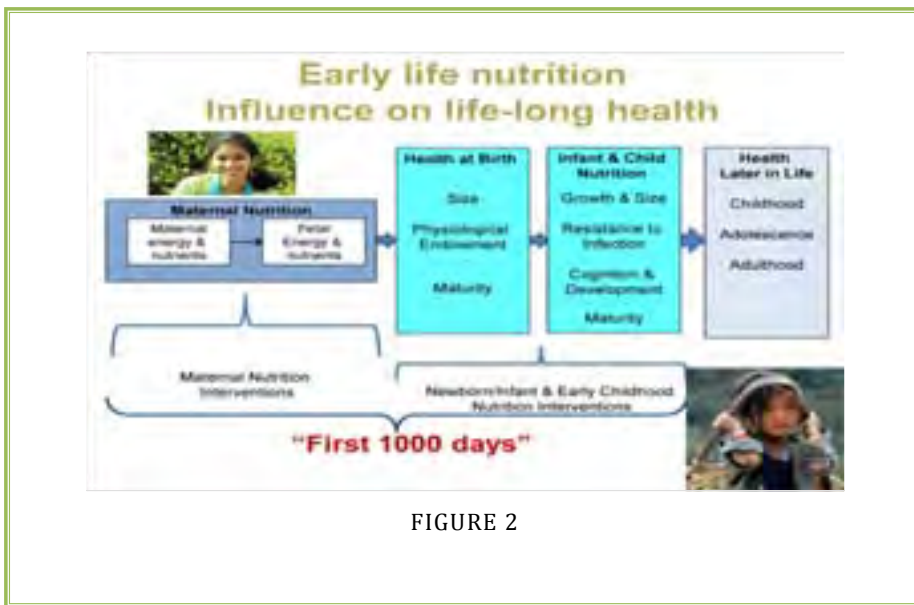 Early life nutrition
Influence on life-long health
Maternal Nutrition
Maternal
energy &
nutrients
Fetal
Energy &
nutrients
Health at Birth
Size
Physiological
Endowment
Maturity
Infant & Child
Nutrition
Growth & Size
Resistance to
Infection
Cognition &
Development
Maturity
Health
Later in Life
Childhood
Adolescence
Adulthood
Maternal Nutrition
Interventions
Newborn/Infant & Early Childhood
Nutrition Interventions
"First 1000 days"
FIGURE 2